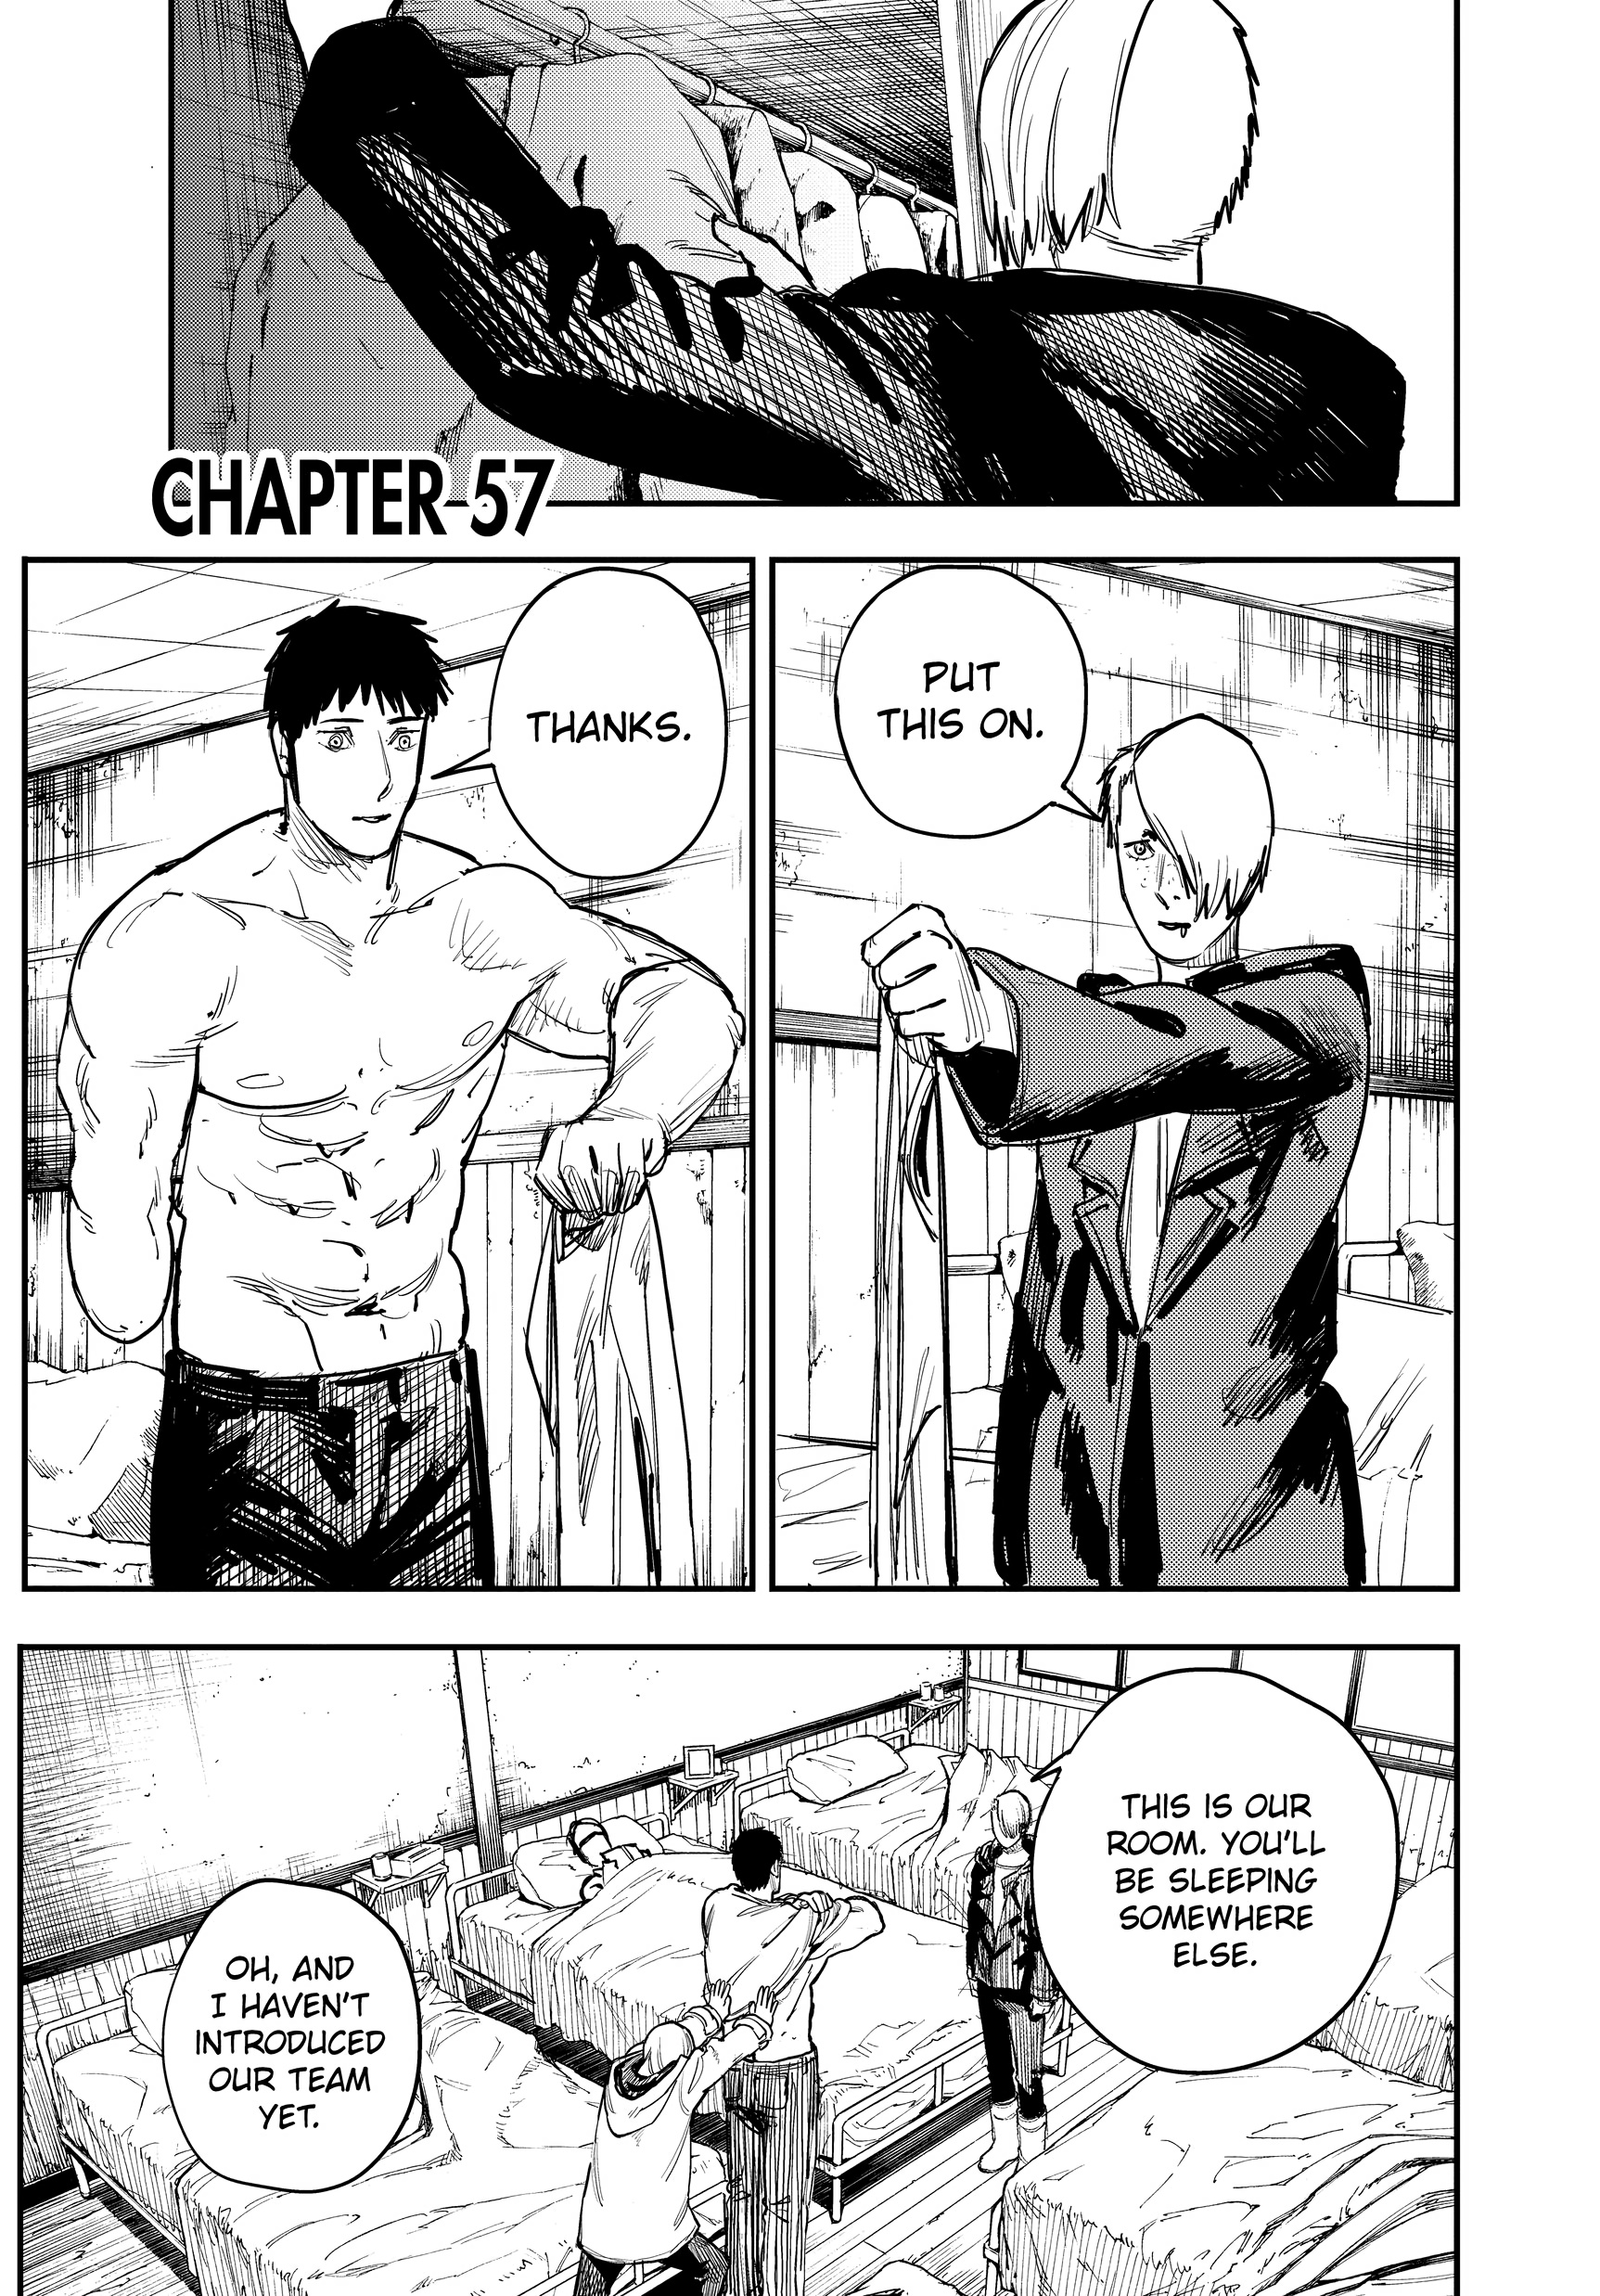 CHAPTER 57
PUT
THIS ON.
THANKS.
THIS IS OUR
ROOM. YOU'LL
BE SLEEPING
SOMEWHERE
ELSE.
OH, AND
I HAVEN'T
INTRODUCED
OUR TEAM
YET.